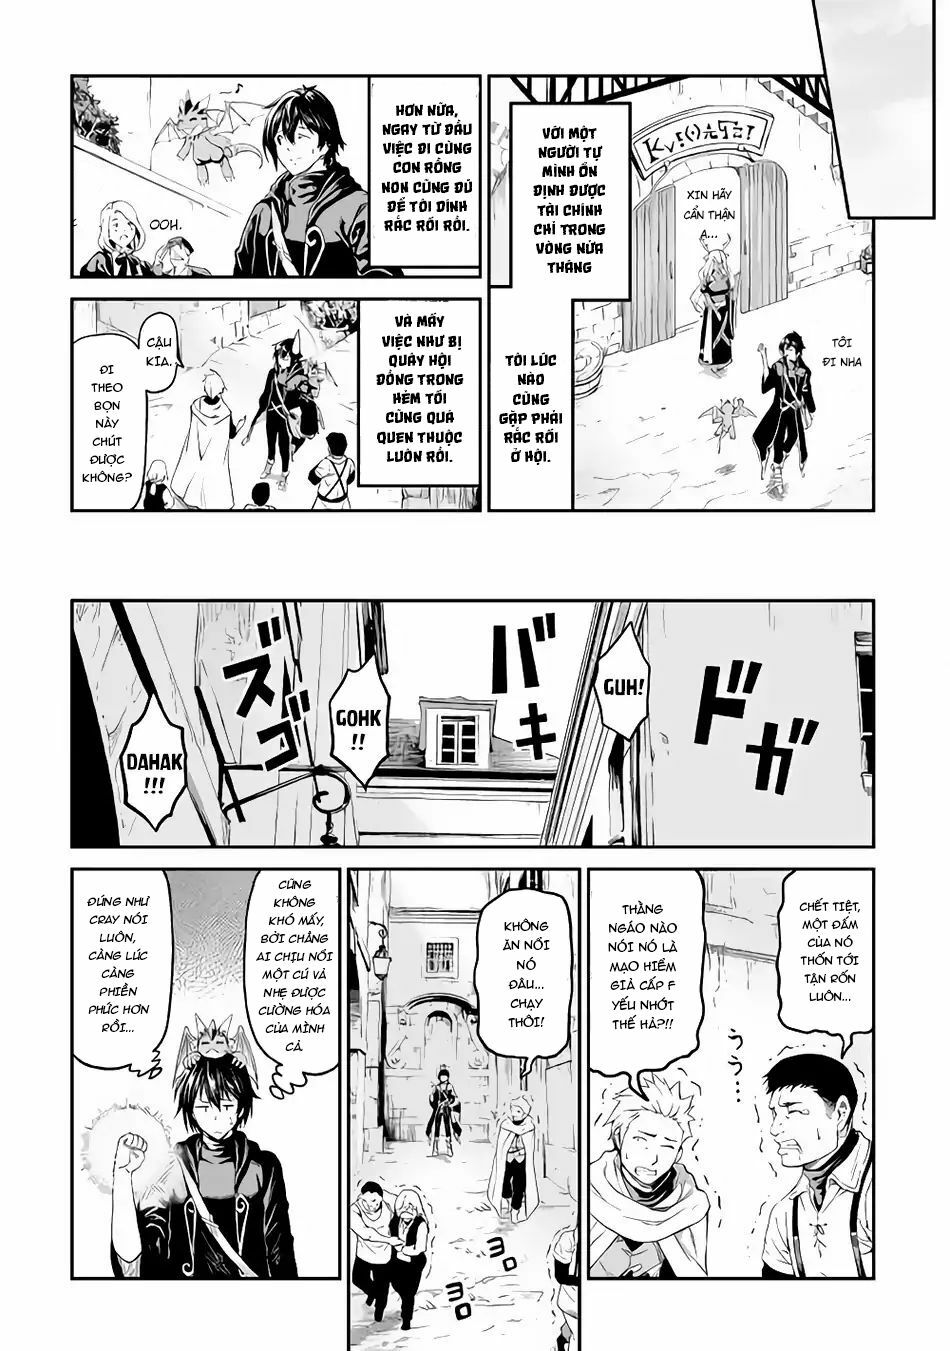 VỚI MỘT
NGƯỜI TỰ
MÌNH ỔN
ĐỊNH ĐƯỢC
TÀI CHÍNH
CHỈ TRONG
VÒNG NỬA
THÁNG
XIN HÃY
CẨN THẬN
Ạ...
TÔI
ĐI NHA
TÔI LÚC
NÀO
CŨNG
GẶP PHẢI
RẮC RỐI
Ở HỘI.
HƠN NỮA,
NGAY TỪ ĐẦU
VIỆC ĐI CÙNG
CON RỒNG
NON CŨNG ĐỦ
ĐỂ TÔI DÍNH
RẮC RỐI RỒI.
OOH.
VÀ MẤY
VIỆC NHƯ BỊ
QUÂY HỘI
ĐỒNG TRONG
HẺM TỐI
CŨNG QUÁ
QUEN THUỘC
LUÔN RỒI.
CẬU
KIA.
ĐI
THEO
BỌN
NÀY
CHÚT
ĐƯỢC
KHÔNG?
ドガ
GUH!
バキ
GOHK
!!
ズズゴ
DAHAK
!!!
CHẾT TIỆT,
MỘT ĐẤM
CỦA NÓ
THỐN TỚI
TẬN RỐN
LUÔN...
THẰNG
NGÁO NÀO
NÓI NÓ LÀ
MẠO HIỂM
GIẢ CẤP F
YẾU NHỚT
THẾ HẢ?!!
うう...
KHÔNG
ĂN NỔI
NÓ
ĐÂU...
CHẠY
THÔI!
ヨロ
ヨロ
CŨNG
KHÔNG
KHÓ MẤY,
BỞI CHẲNG
AI CHỊU NỔI
MỘT CÚ VẢ
NHẸ ĐƯỢC
CƯỜNG HÓA
CỦA MÌNH
CẢ.
ĐÚNG NHƯ
CRAY NÓI
LUÔN,
CÀNG LÚC
CÀNG
PHIỀN
PHỨC HƠN
RỒI...